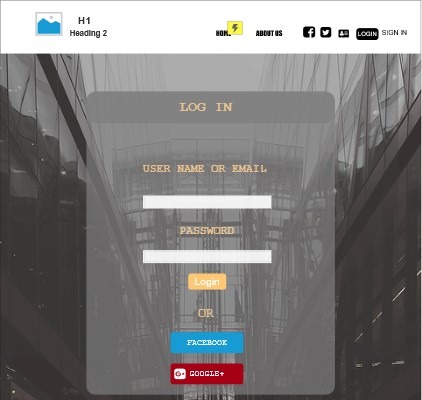 H1
Heading 2
HOME
ABOUT US
LOGIN
SIGN IN
LOG IN
USER NAME OR EMAIL
PASSWORD
Login
OR
FACEBOOK
GOOGLE+